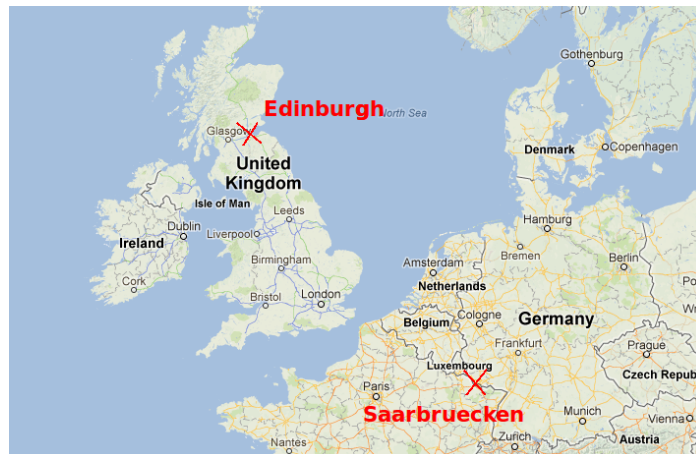 Gothenburg
Edinburgh
North Sea
Glasgow
Denmark
Copenhagen
United
Kingdom
Isle of Man
Leeds
Dublin
Liverpool
Ireland
Hamburg
Bremen
Berlin
Birmingham
Amsterdam
Cork
Netherlands
Bristol
London
Cologne
Belgium
Germany
Frankfurt
Prague
Luxembourg
Czech Repub
Paris
Saarbruecken
Munich
Vienna
Nantes
Zurich
Austria